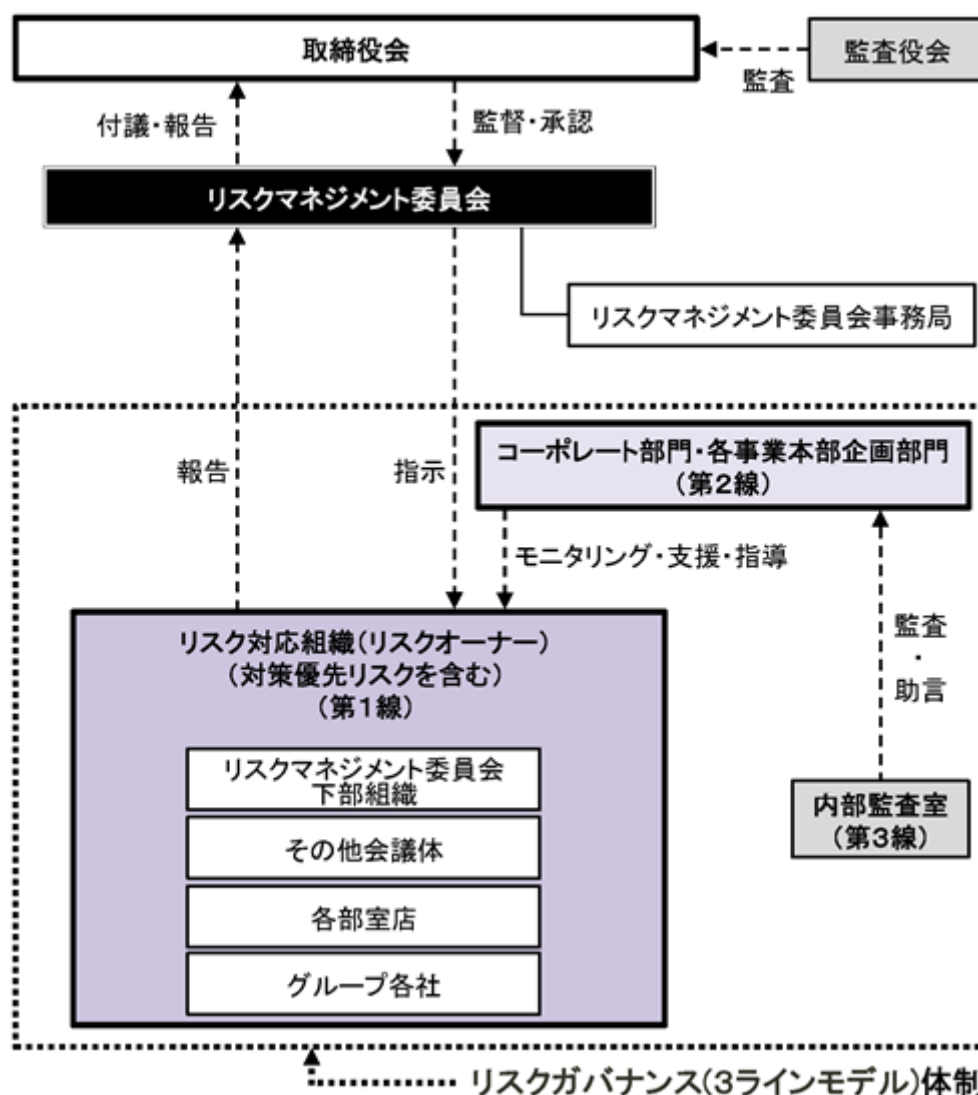 取締役会
監査役会
監査
付議・報告
監督・承認
リスクマネジメント委員会
リスクマネジメント委員会事務局
コーポレート部門・各事業本部企画部門
(第2線)
報告
指示
モニタリング・支援・指導
リスク対応組織(リスクオーナー)
(対策優先リスクを含む)
(第1線)
監査
・
助言
リスクマネジメント委員会
下部組織
その他会議体
各部室店
グループ各社
内部監査室
(第3線)
リスクガバナンス(3ラインモデル)体制